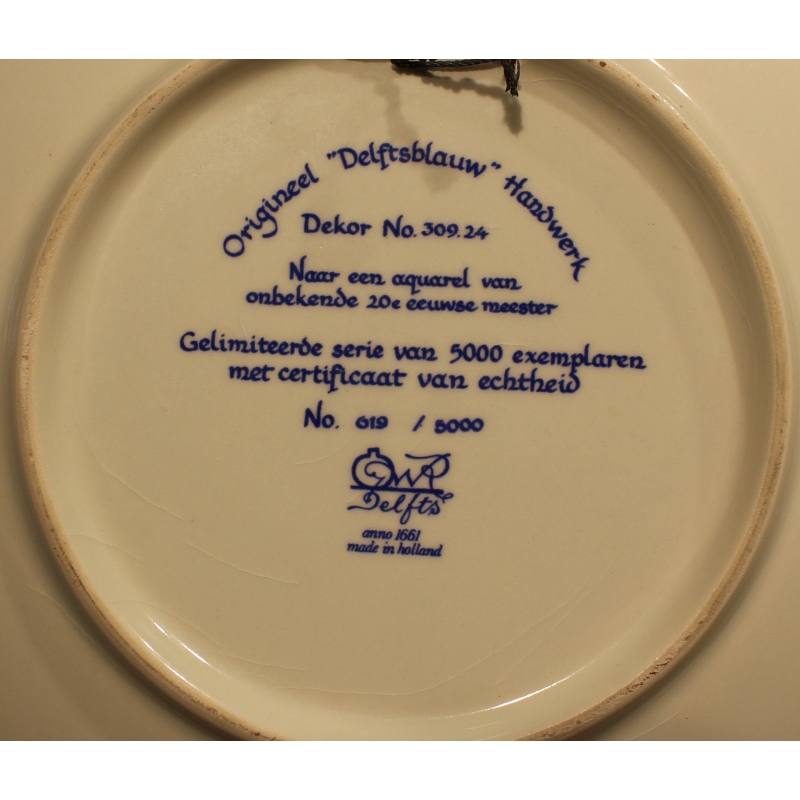 Origineel "Delftsblauw" Handwerk
Dekor No. 309.24
Naar een aquarel van
onbekende 20e eeuwse meester
Gelimiteerde serie van 5000 exemplaren
met certificaat van echtheid
No. 619 / 5000
Delfts
anno 1661
made in holland